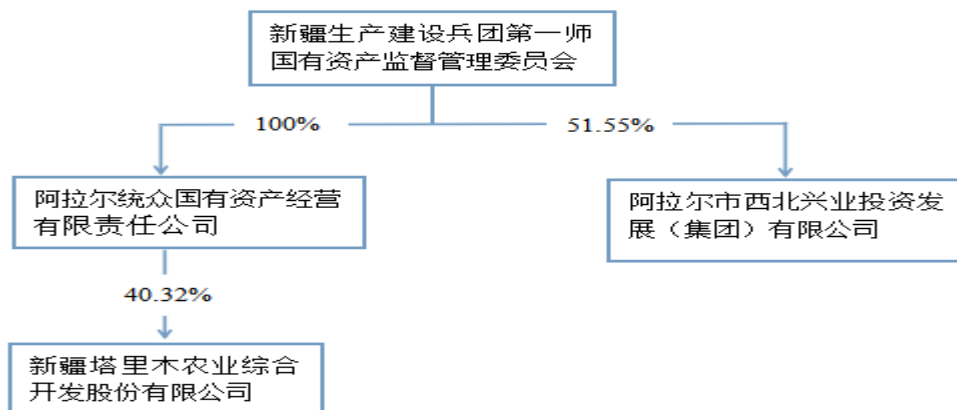 新疆生产建设兵团第一师
国有资产监督管理委员会
100%
51.55%
阿拉尔统众国有资产经营
有限责任公司
阿拉尔市西北兴业投资发
展（集团）有限公司
40.32%
新疆塔里木农业综合
开发股份有限公司